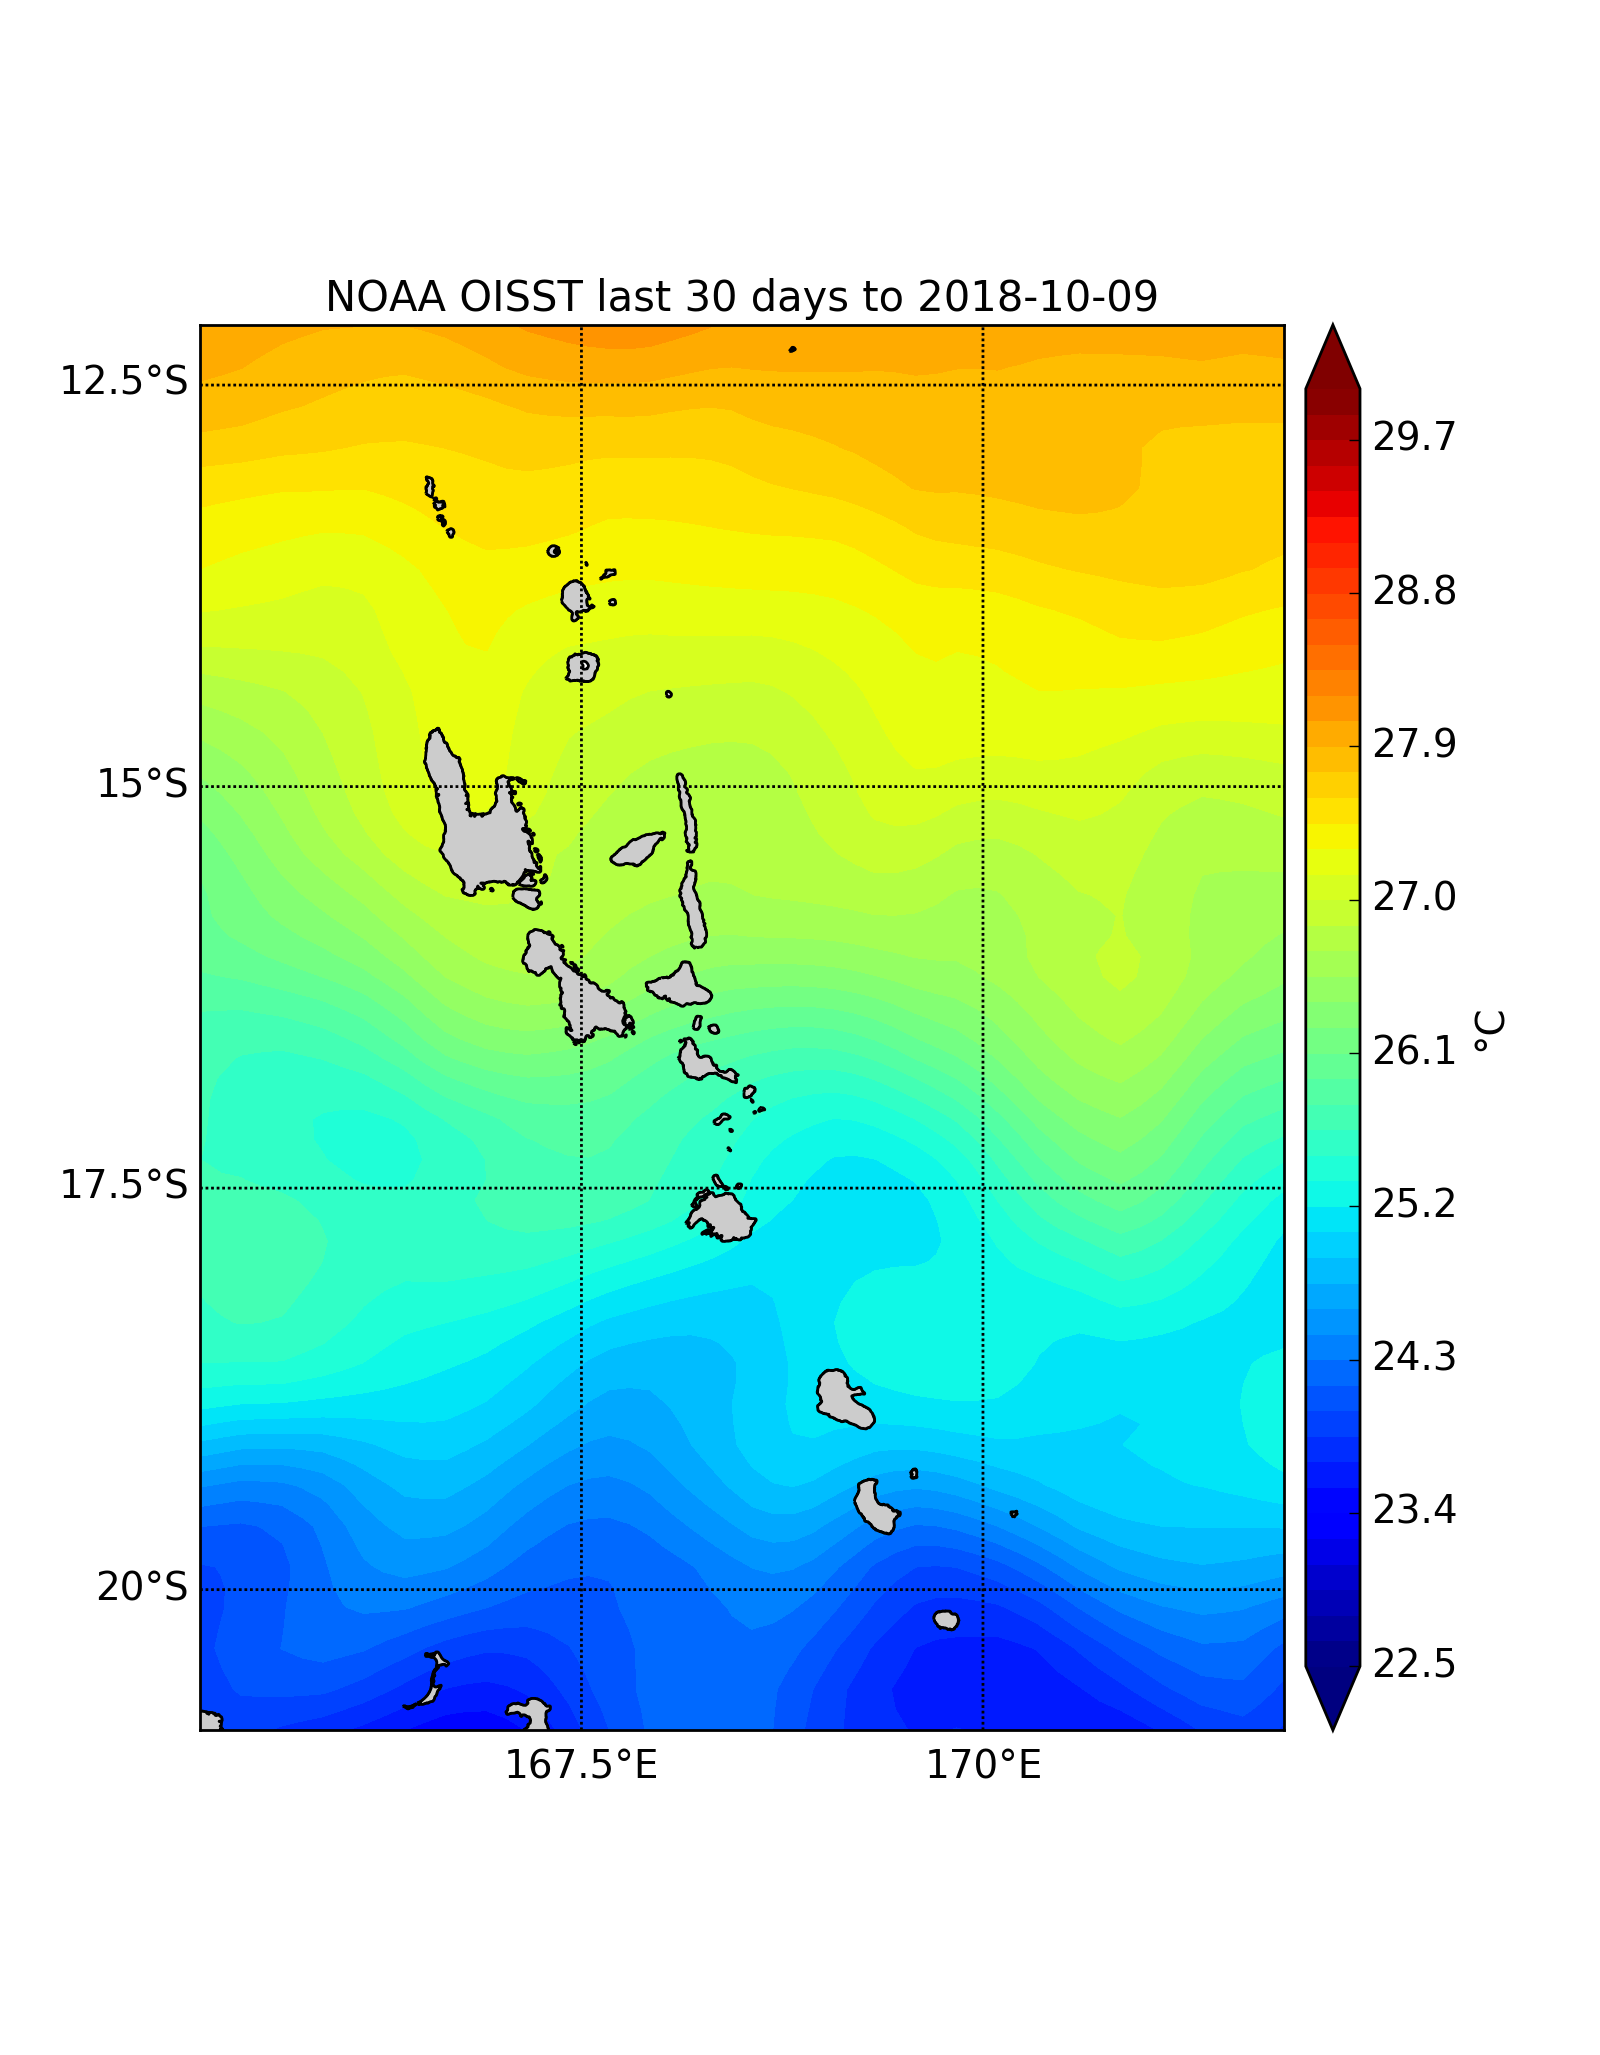 NOAA OISST last 30 days to 2018-10-09
12.5°S
15°S
17.5°S
20°S
167.5°E
170°E
29.7
28.8
27.9
27.0
26.1
25.2
24.3
23.4
22.5
°C